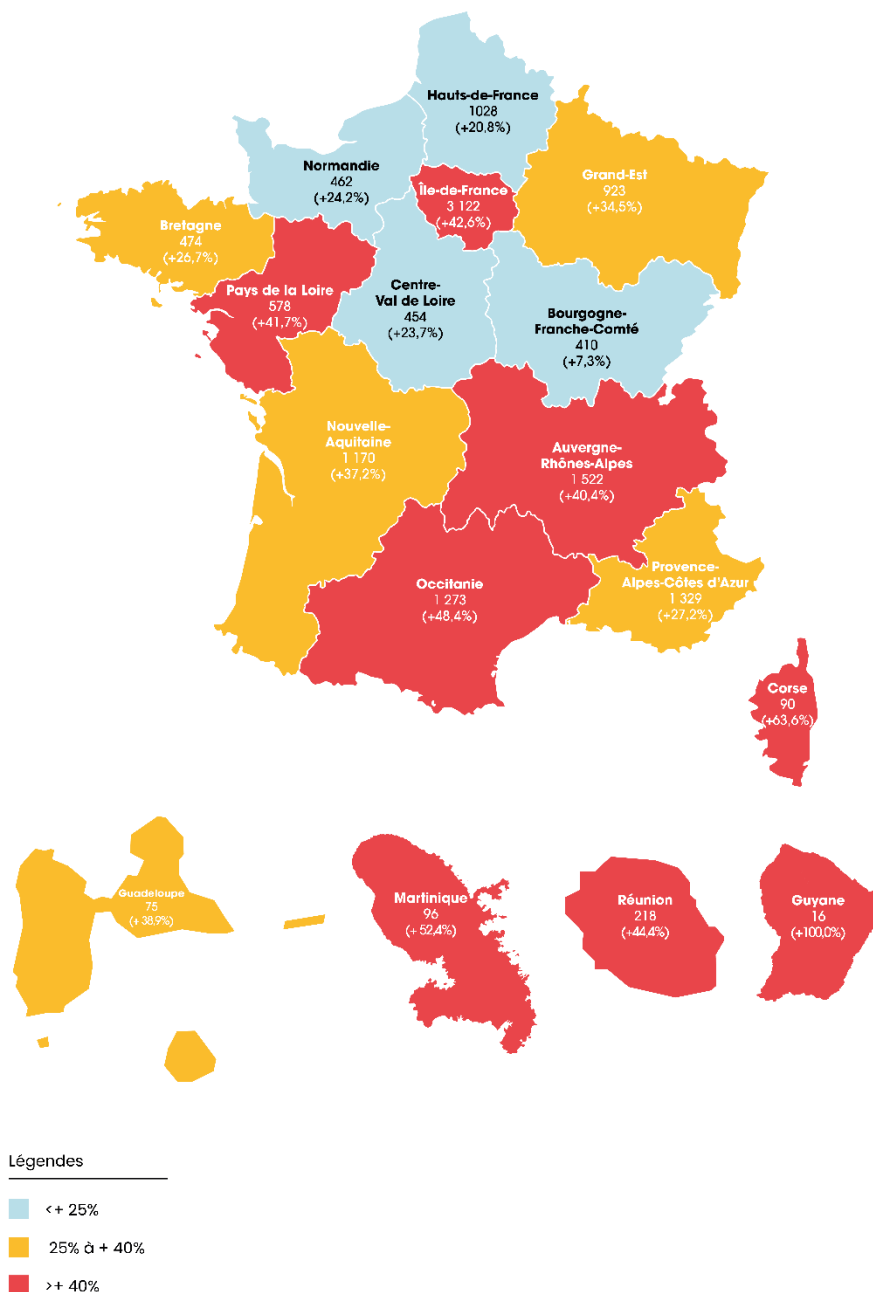 Hauts-de-France
1028
(+20,8%)
Normandie
462
(+24,2%)
Île-de-France
3 122
(+42,6%)
Grand-Est
923
(+34,5%)
Bretagne
474
(+26,7%)
Pays de la Loire
578
(+41,7%)
Centre-
Val de Loire
454
(+23,7%)
Bourgogne-
Franche-Comté
410
(+7,3%)
Nouvelle-
Aquitaine
1 170
(+37,2%)
Auvergne-
Rhônes-Alpes
1 522
(+40,4%)
Occitanie
1 273
(+48,4%)
Provence-
Alpes-Côtes d'Azur
1 329
(+27,2%)
Corse
90
(+63,6%)
Guadeloupe
75
(+ 38,9%)
Martinique
96
(+ 52,4%)
Réunion
218
(+44,4%)
Guyane
16
(+100,0%)
Légendes
<+ 25%
25% à + 40%
>+ 40%